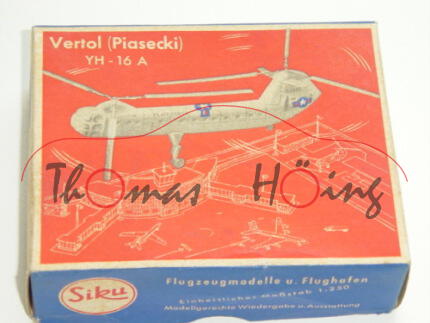 Vertol (Piasecki)
YH-16 A
Thomas Höing
Siku
Flugzeugmodelle u. Flughafen
Einheitlicher Maßstab 1:250
Modellgerechte Wiedergabe u. Ausstattung